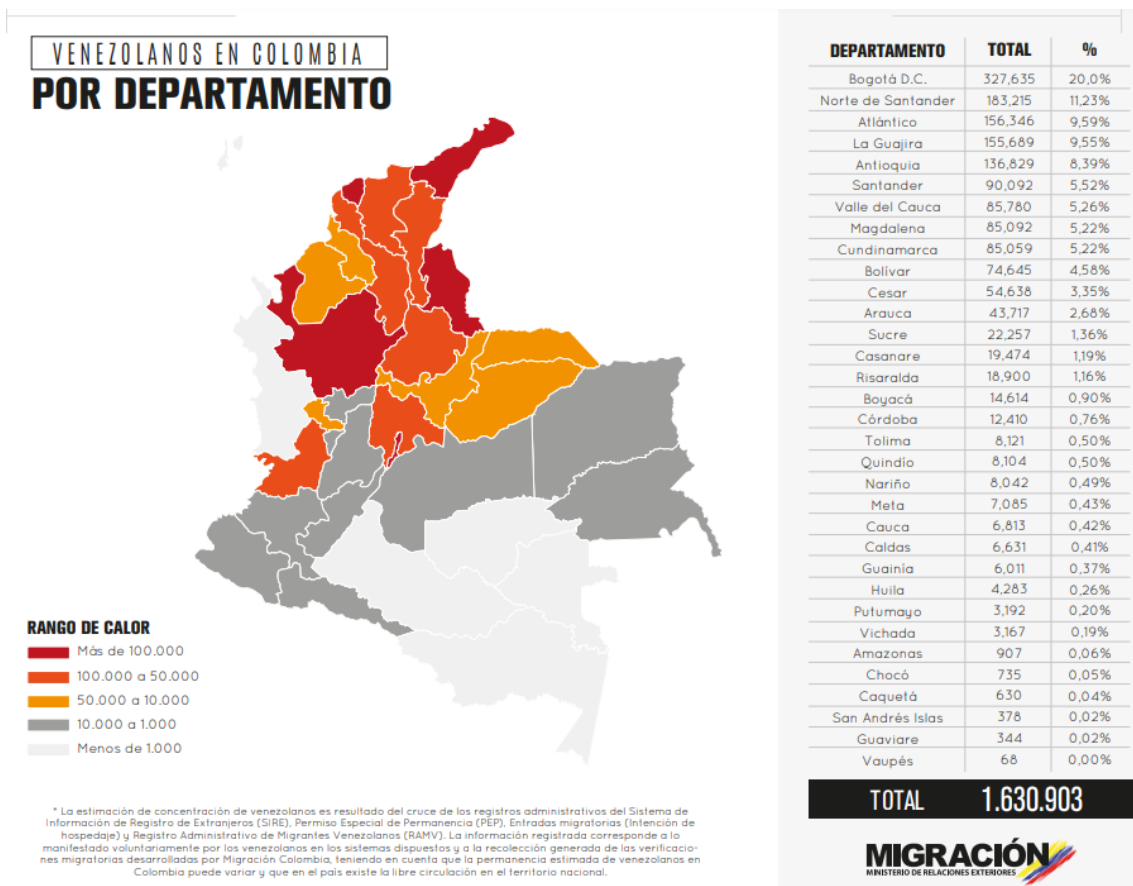 VENEZOLANOS EN COLOMBIA
POR DEPARTAMENTO
RANGO DE CALOR
Más de 100.000
100.000 a 50.000
50.000 a 10.000
10.000 a 1.000
Menos de 1.000
* La estimación de concentración de venezolanos es resultado del cruce de los registros administrativos del Sistema de
Información de Registro de Extranjeros (SIRE), Permiso Especial de Permanencia (PEP), Entradas migratorias (Intención de
hospedaje) y Registro Administrativo de Migrantes Venezolanos (RAMV). La información registrada corresponde a lo
manifestado voluntariamente por los venezolanos en los sistemas dispuestos y a la recolección generada de las verificacio-
nes migratorias desarrolladas por Migración Colombia, teniendo en cuenta que la permanencia estimada de venezolanos en
Colombia puede variar y que en el país existe la libre circulación en el territorio nacional.
DEPARTAMENTO TOTAL %
Bogotá D.C. 327,635 20,0%
Norte de Santander 183,215 11,23%
Atlántico 156,346 9,59%
La Guajira 155,689 9,55%
Antioquia 136,829 8,39%
Santander 90,092 5,52%
Valle del Cauca 85,780 5,26%
Magdalena 85,092 5,22%
Cundinamarca 85,059 5,22%
Bolívar 74,645 4,58%
Cesar 54,638 3,35%
Arauca 43,717 2,68%
Sucre 22,257 1,36%
Casanare 19,474 1,19%
Risaralda 18,900 1,16%
Boyacá 14,614 0,90%
Córdoba 12,410 0,76%
Tolima 8,121 0,50%
Quindío 8,104 0,50%
Nariño 8,042 0,49%
Meta 7,085 0,43%
Cauca 6,813 0,42%
Caldas 6,631 0,41%
Guainía 6,011 0,37%
Huila 4,283 0,26%
Putumayo 3,192 0,20%
Vichada 3,167 0,19%
Amazonas 907 0,06%
Chocó 735 0,05%
Caquetá 630 0,04%
San Andrés Islas 378 0,02%
Guaviare 344 0,02%
Vaupés 68 0,00%
TOTAL 1.630.903
MIGRACIÓN
MINISTERIO DE RELACIONES EXTERIORES